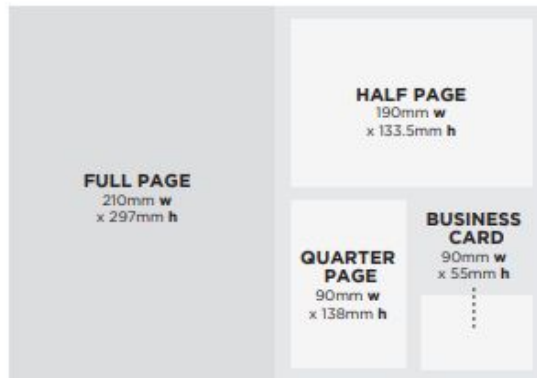 FULL PAGE
210mm w
x 297mm h
HALF PAGE
190mm w
x 133.5mm h
QUARTER
PAGE
90mm w
x 138mm h
BUSINESS
CARD
90mm w
x 55mm h